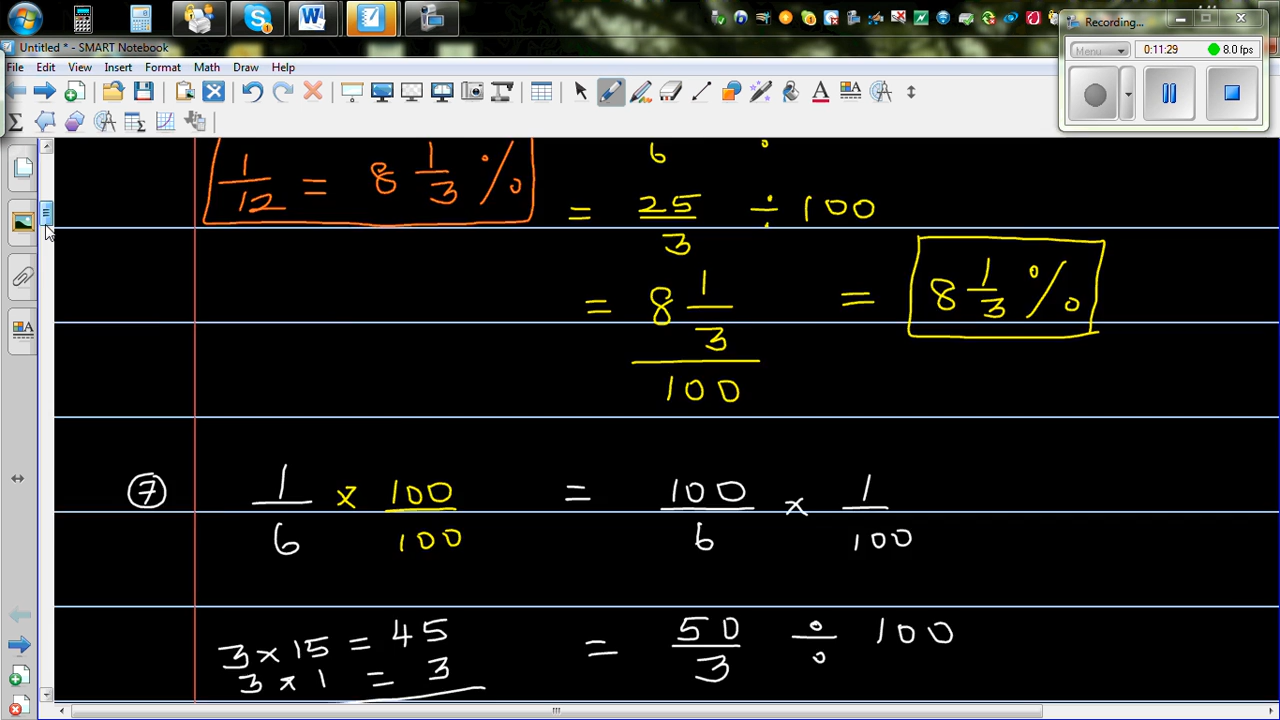 Recording...
Untitled * - SMART Notebook
Menu
0:11:29
8.0 fps
File Edit View Insert Format Math Draw Help
1/12 = 8 1/3 %
6
= 25/3 ÷ 100
= 8 1/3 / 100 = 8 1/3 %
⑦ 1/6 × 100/100 = 100/6 × 1/100
3 × 15 = 45
3 × 1 = 3
= 50/3 ÷ 100